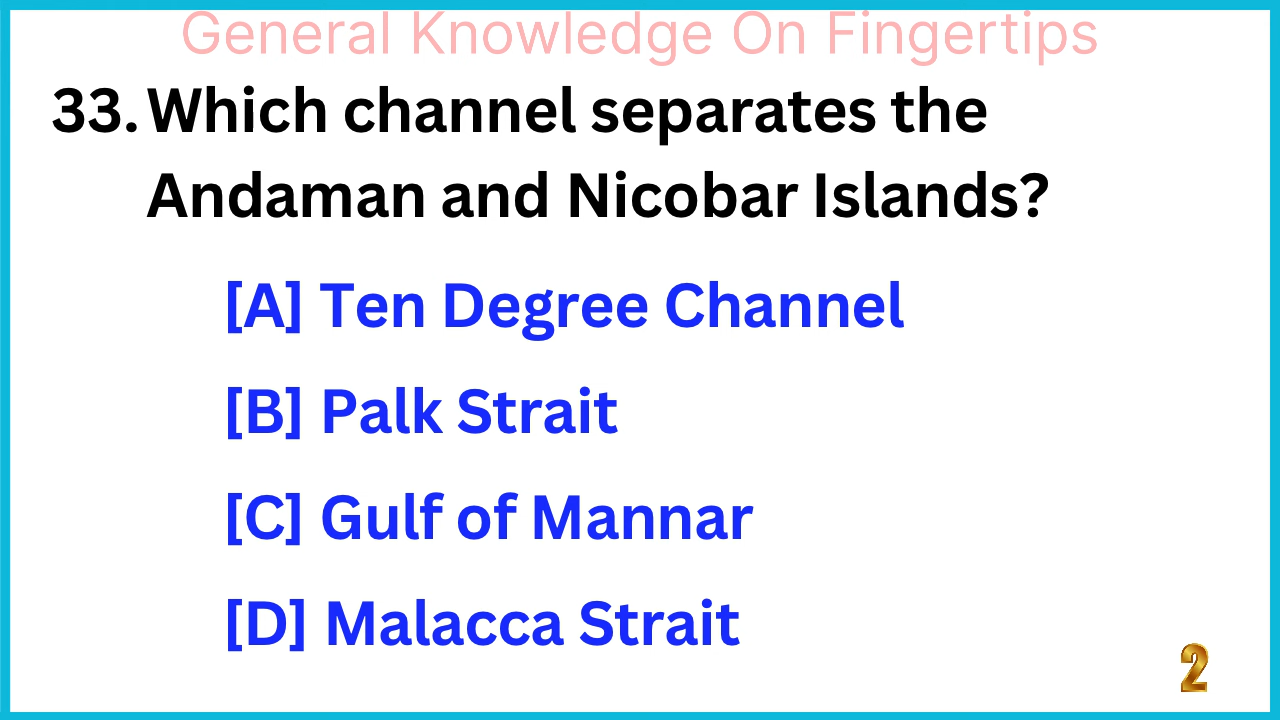 General Knowledge On Fingertips
33. Which channel separates the
Andaman and Nicobar Islands?
[A] Ten Degree Channel
[B] Palk Strait
[C] Gulf of Mannar
[D] Malacca Strait
2